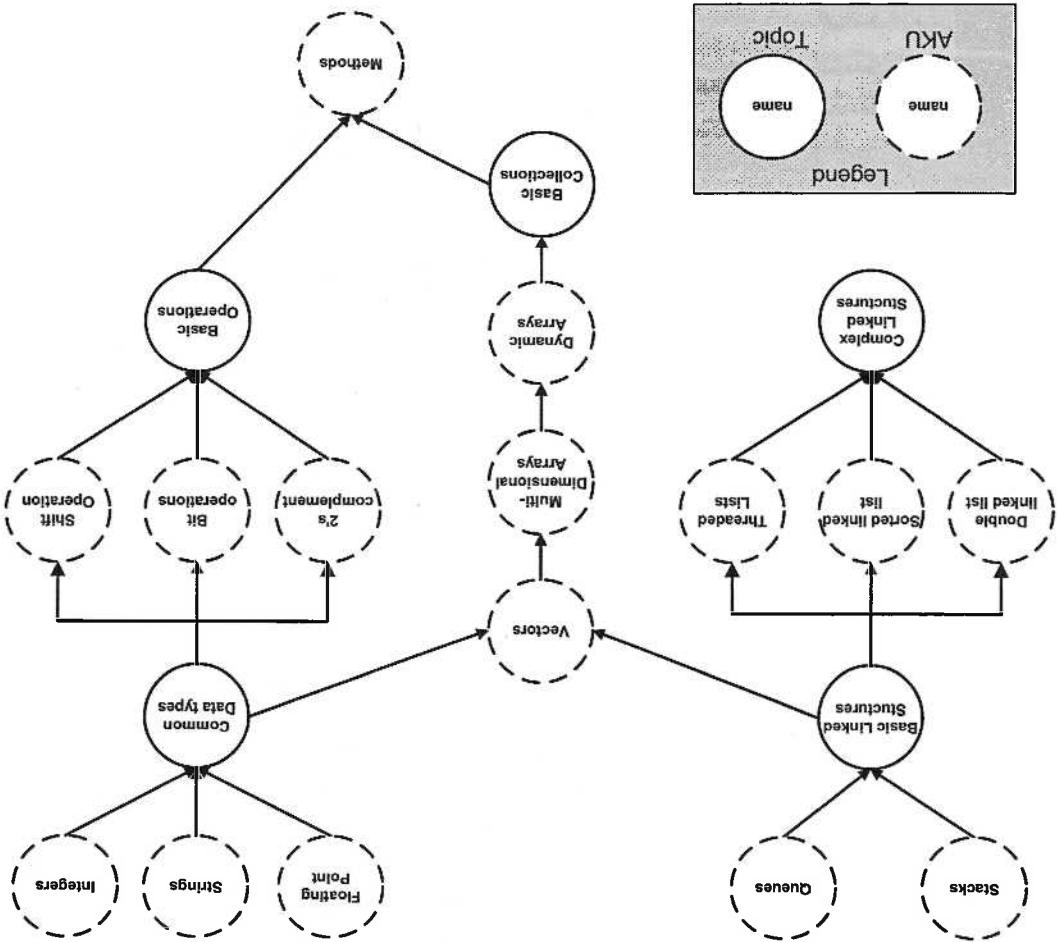 Stacks
Queues
Floating
Point
Strings
Integers
Basic Linked
Stuctures
Common
Data types
Vectors
Double
linked list
Sorted linked
list
Threaded
Lists
Multi-
Dimensional
Arrays
2's
complement
Bit
operations
Shift
Operation
Complex
Linked
Structures
Dynamic
Arrays
Basic
Operations
Basic
Collections
Methods
Legend
name
name
AKU
Topic